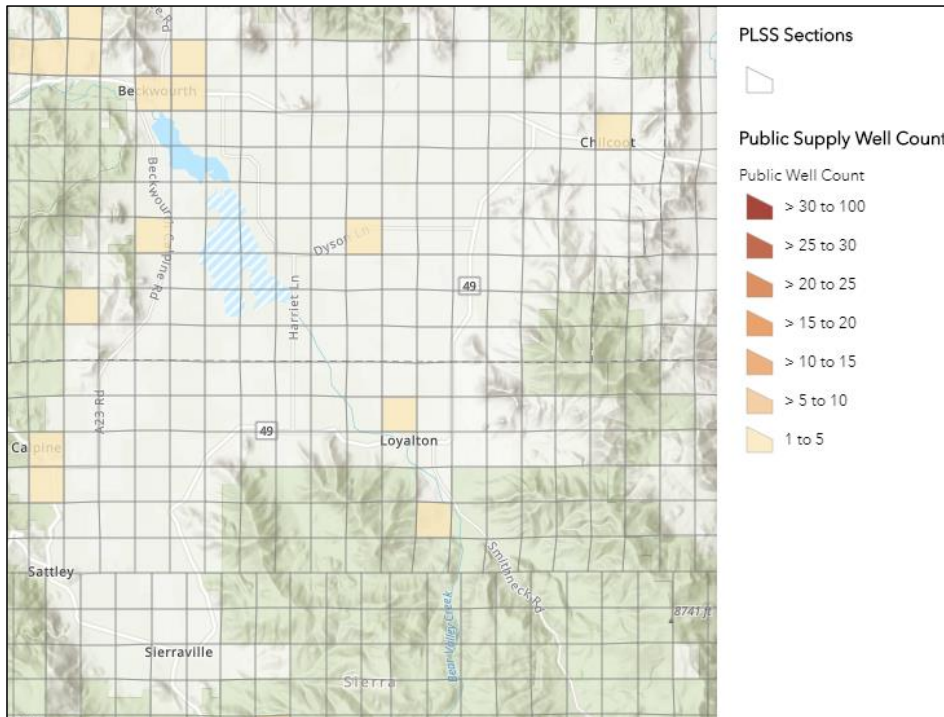 Beckwourth
Chilcoot
Beckwourth Calpine Rd
Dyson Ln
49
Harriet Ln
A23 Rd
49
Loyalton
Calpine
Sattley
Smithneck Rd
Bear Valley Creek
8741 ft
Sierraville
Sierra
PLSS Sections
Public Supply Well Count
Public Well Count
> 30 to 100
> 25 to 30
> 20 to 25
> 15 to 20
> 10 to 15
> 5 to 10
1 to 5